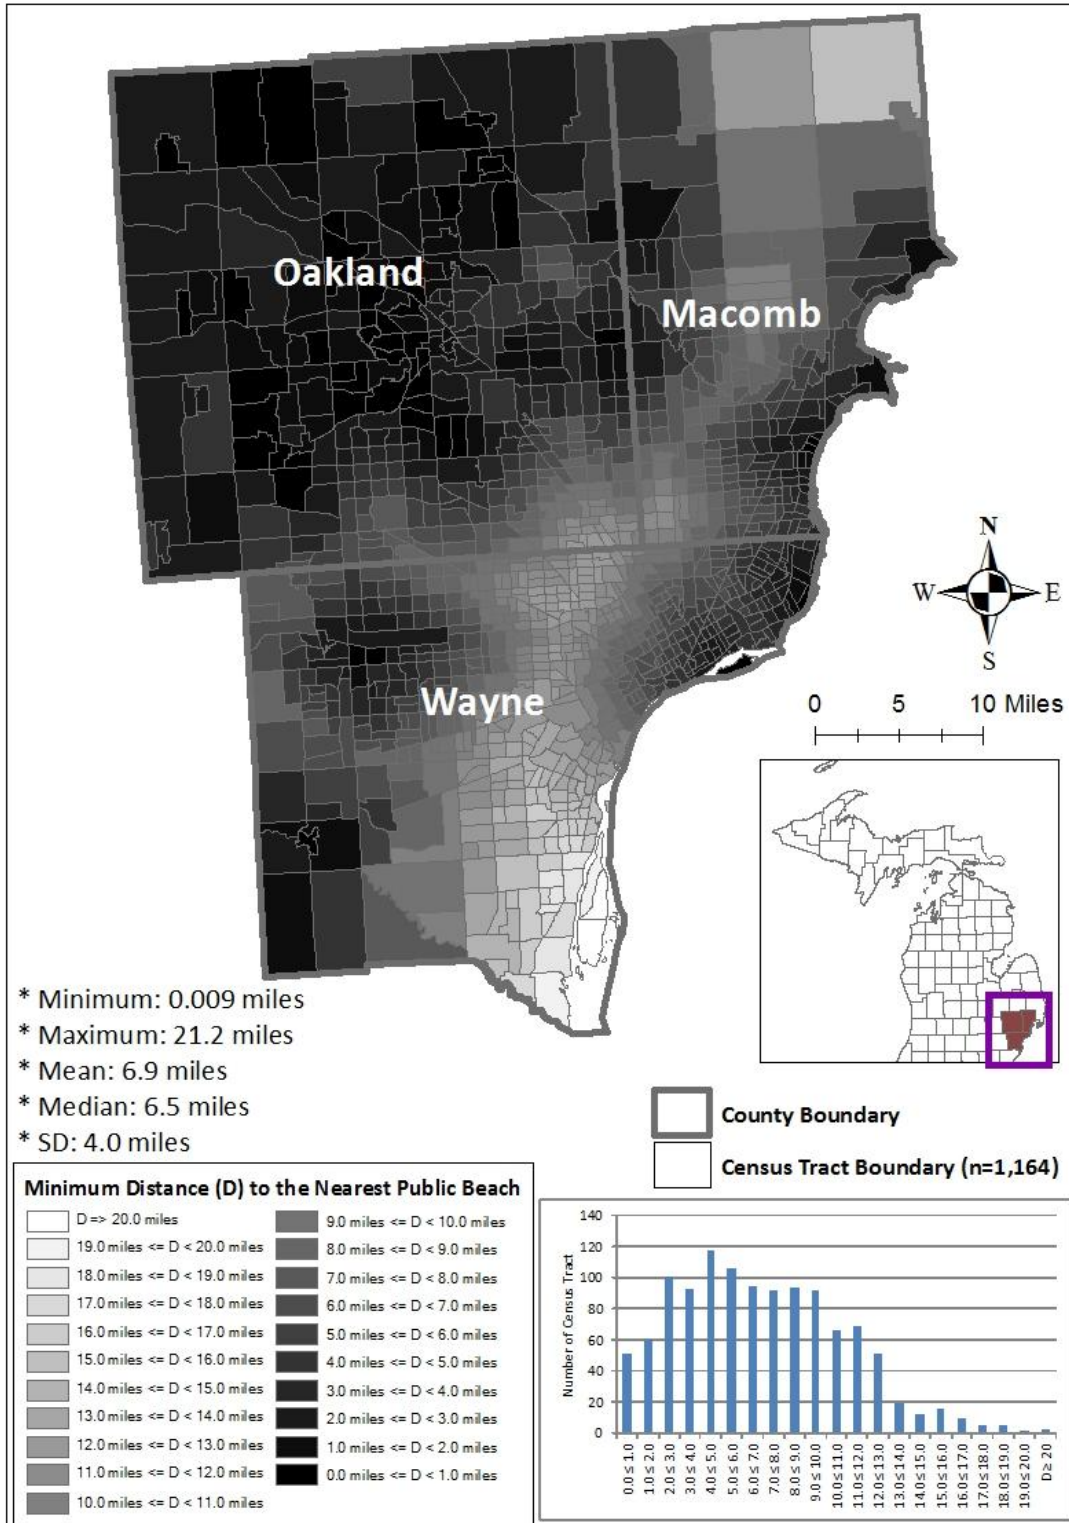 Oakland
Macomb
Wayne
N
W E
S
0 5 10 Miles
* Minimum: 0.009 miles
* Maximum: 21.2 miles
* Mean: 6.9 miles
* Median: 6.5 miles
* SD: 4.0 miles
County Boundary
Census Tract Boundary (n=1,164)
Minimum Distance (D) to the Nearest Public Beach
D => 20.0 miles
19.0 miles <= D < 20.0 miles
18.0 miles <= D < 19.0 miles
17.0 miles <= D < 18.0 miles
16.0 miles <= D < 17.0 miles
15.0 miles <= D < 16.0 miles
14.0 miles <= D < 15.0 miles
13.0 miles <= D < 14.0 miles
12.0 miles <= D < 13.0 miles
11.0 miles <= D < 12.0 miles
10.0 miles <= D < 11.0 miles
9.0 miles <= D < 10.0 miles
8.0 miles <= D < 9.0 miles
7.0 miles <= D < 8.0 miles
6.0 miles <= D < 7.0 miles
5.0 miles <= D < 6.0 miles
4.0 miles <= D < 5.0 miles
3.0 miles <= D < 4.0 miles
2.0 miles <= D < 3.0 miles
1.0 miles <= D < 2.0 miles
0.0 miles <= D < 1.0 miles
Number of Census Tract
140
120
100
80
60
40
20
0
0.0 ≤ 1.0
1.0 ≤ 2.0
2.0 ≤ 3.0
3.0 ≤ 4.0
4.0 ≤ 5.0
5.0 ≤ 6.0
6.0 ≤ 7.0
7.0 ≤ 8.0
8.0 ≤ 9.0
9.0 ≤ 10.0
10.0 ≤ 11.0
11.0 ≤ 12.0
12.0 ≤ 13.0
13.0 ≤ 14.0
14.0 ≤ 15.0
15.0 ≤ 16.0
16.0 ≤ 17.0
17.0 ≤ 18.0
18.0 ≤ 19.0
19.0 ≤ 20.0
D ≥ 20